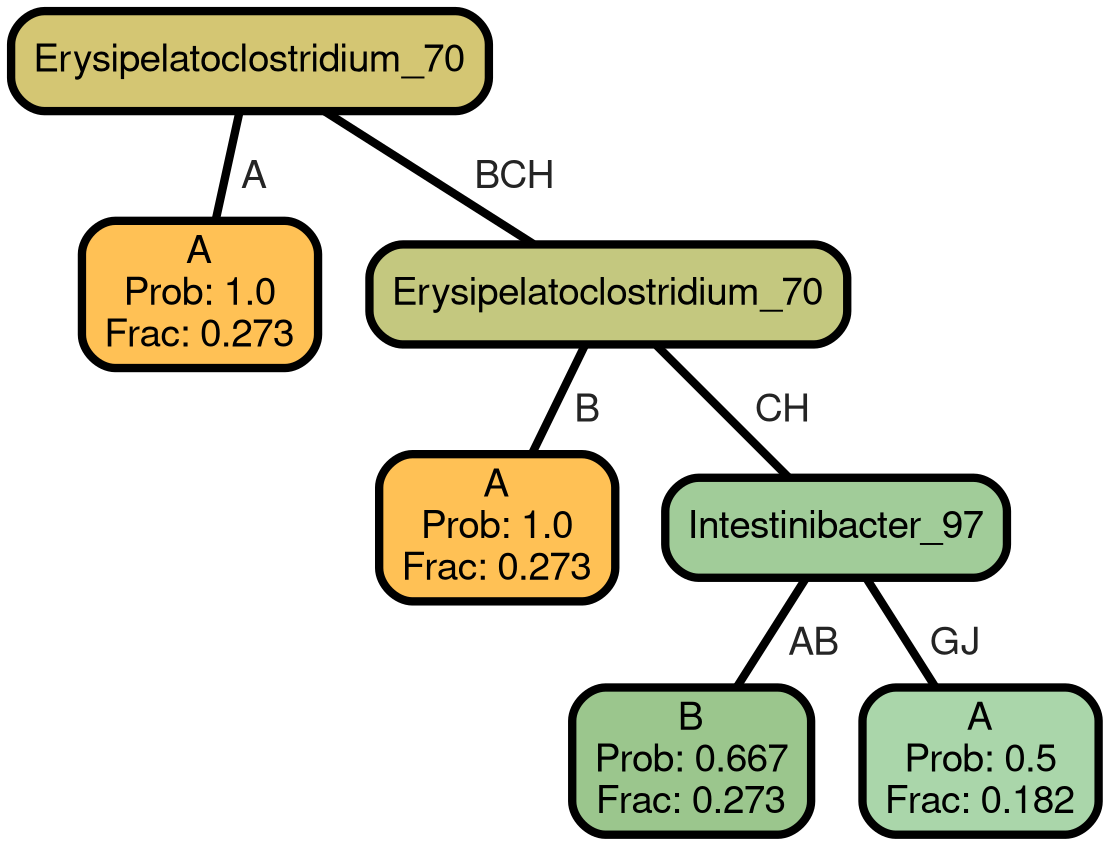 Erysipelatoclostridium_70
A
BCH
A
Prob: 1.0
Frac: 0.273
Erysipelatoclostridium_70
B
CH
A
Prob: 1.0
Frac: 0.273
Intestinibacter_97
AB
GJ
B
Prob: 0.667
Frac: 0.273
A
Prob: 0.5
Frac: 0.182